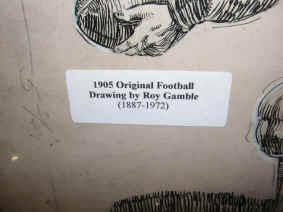 1905 Original Football
Drawing by Roy Gamble
(1887-1972)